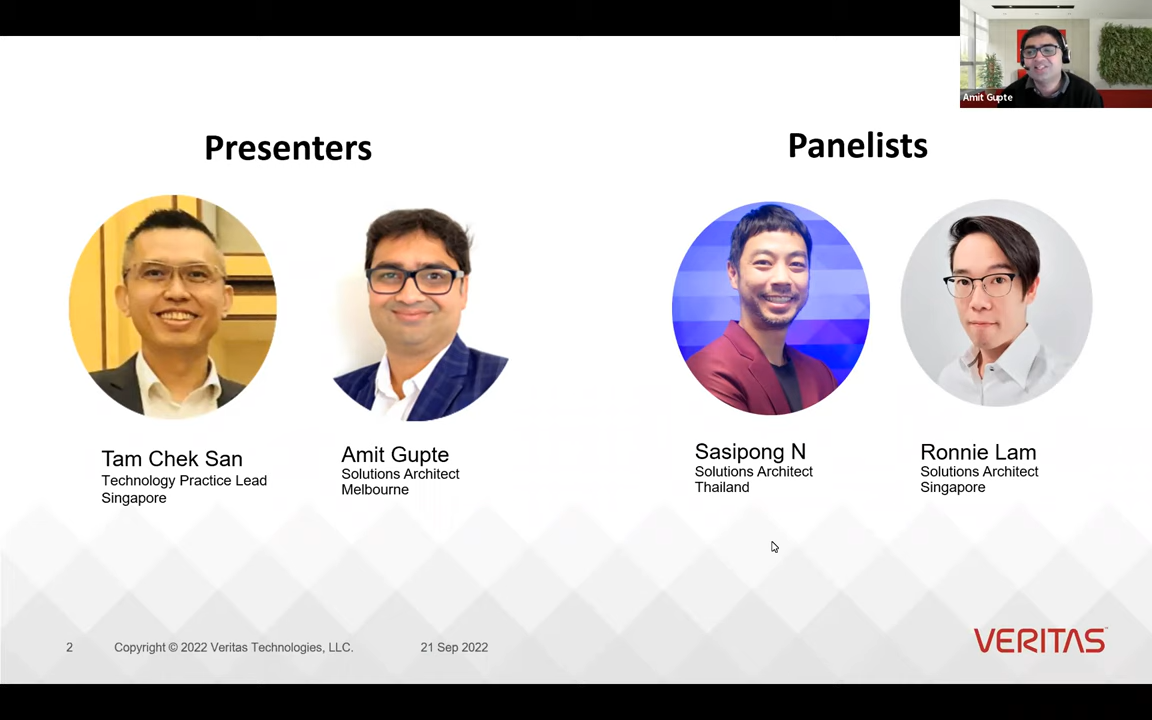 Amit Gupte
Presenters
Panelists
Tam Chek San
Technology Practice Lead
Singapore
Amit Gupte
Solutions Architect
Melbourne
Sasipong N
Solutions Architect
Thailand
Ronnie Lam
Solutions Architect
Singapore
2
Copyright © 2022 Veritas Technologies, LLC.
21 Sep 2022
VERITAS™